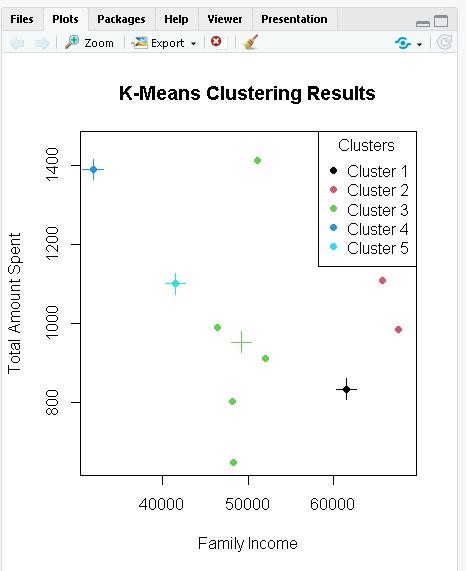 Files Plots Packages Help Viewer Presentation
Zoom Export
K-Means Clustering Results
Clusters
Cluster 1
Cluster 2
Cluster 3
Cluster 4
Cluster 5
Total Amount Spent
1400
1200
1000
800
40000 50000 60000
Family Income